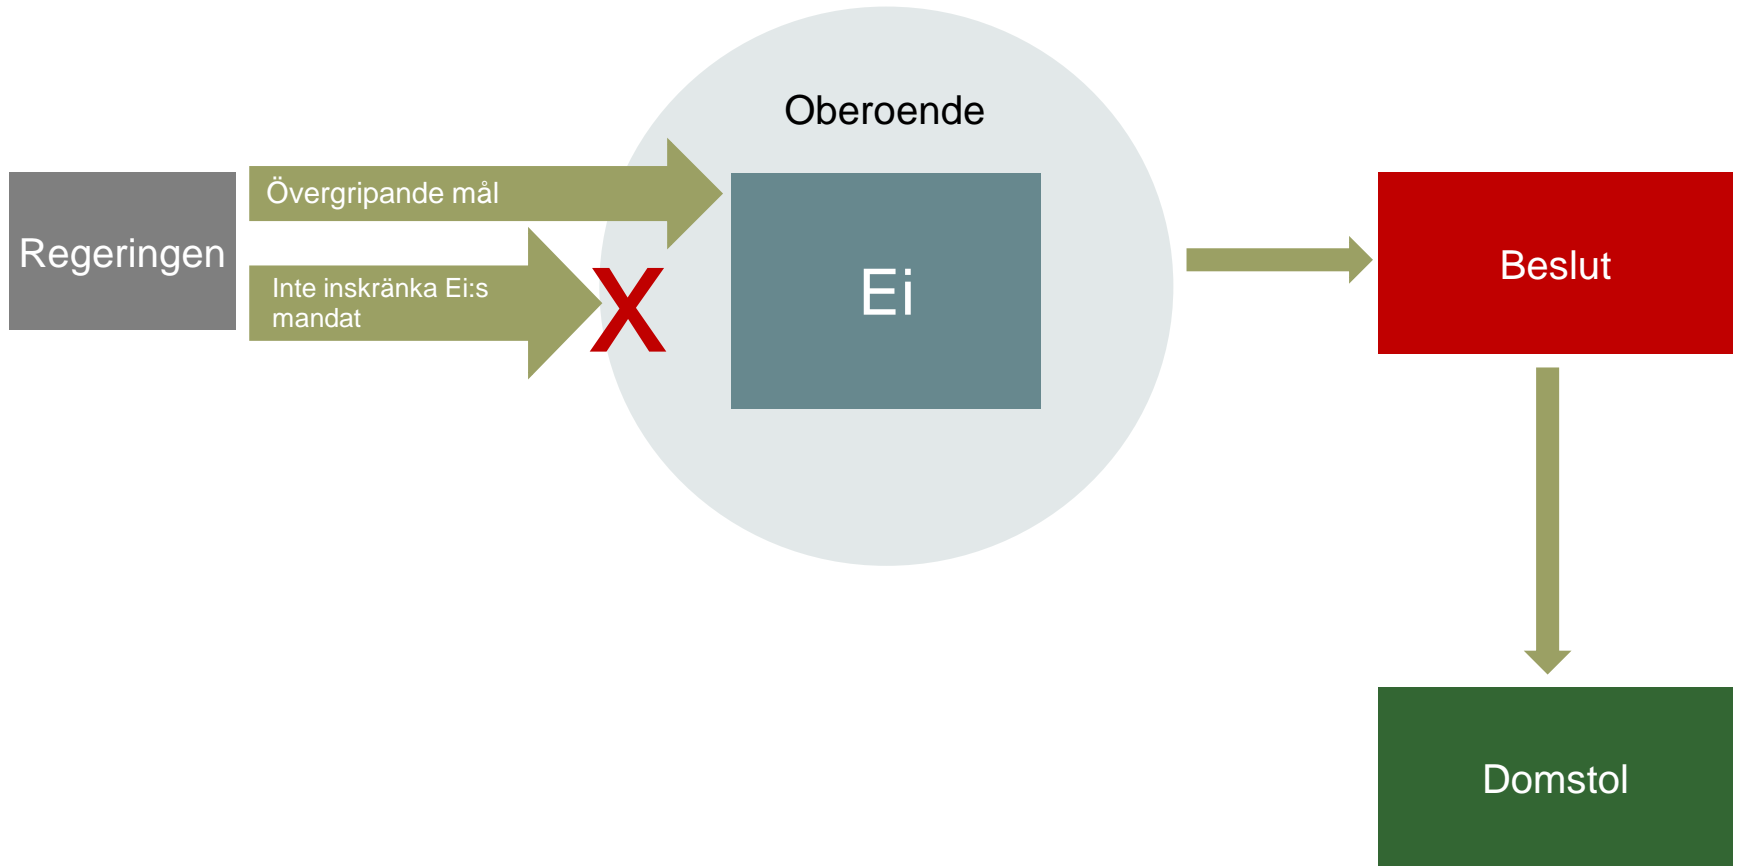 Oberoende
Övergripande mål
Regeringen
Inte inskränka Ei:s
mandat
X
Ei
Beslut
Domstol